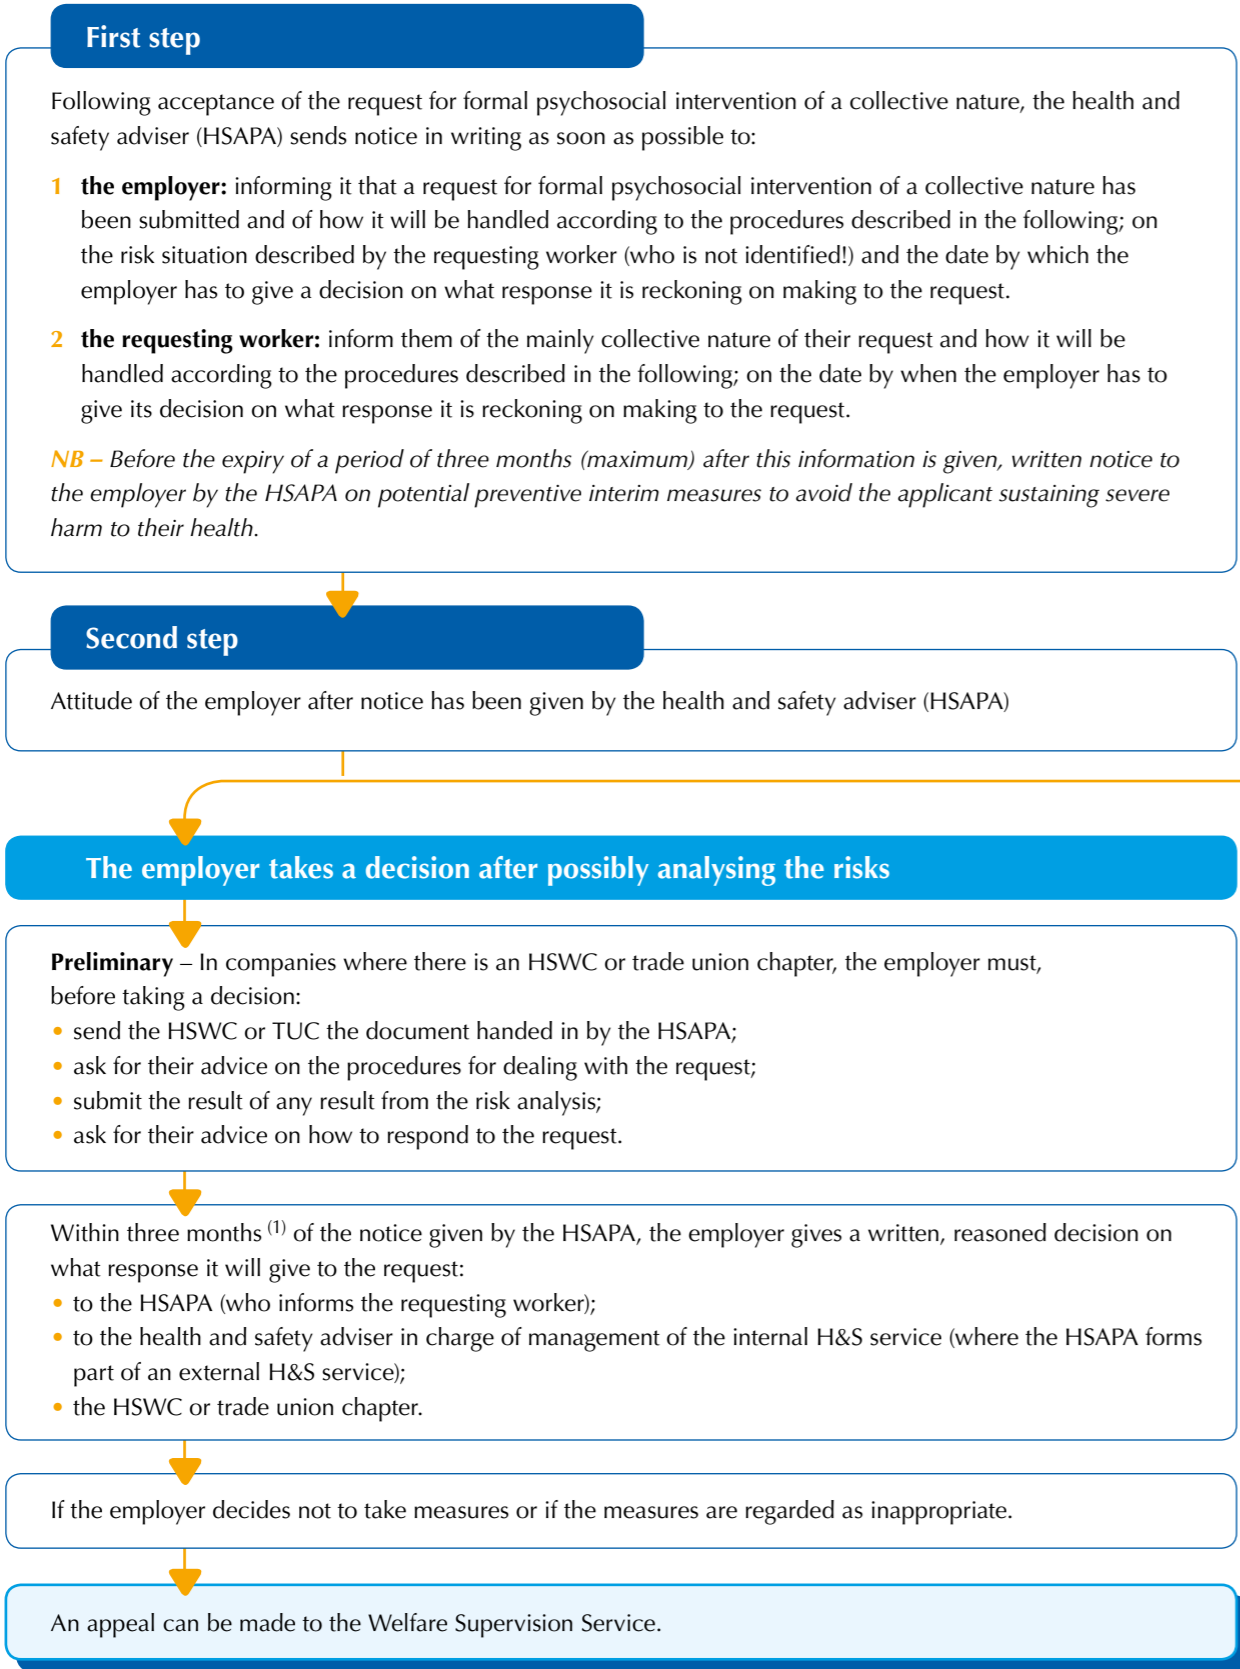 First step
Following acceptance of the request for formal psychosocial intervention of a collective nature, the health and
safety adviser (HSAPA) sends notice in writing as soon as possible to:
1 the employer: informing it that a request for formal psychosocial intervention of a collective nature has
been submitted and of how it will be handled according to the procedures described in the following; on
the risk situation described by the requesting worker (who is not identified!) and the date by which the
employer has to give a decision on what response it is reckoning on making to the request.
2 the requesting worker: inform them of the mainly collective nature of their request and how it will be
handled according to the procedures described in the following; on the date by when the employer has to
give its decision on what response it is reckoning on making to the request.
NB – Before the expiry of a period of three months (maximum) after this information is given, written notice to
the employer by the HSAPA on potential preventive interim measures to avoid the applicant sustaining severe
harm to their health.
Second step
Attitude of the employer after notice has been given by the health and safety adviser (HSAPA)
The employer takes a decision after possibly analysing the risks
Preliminary – In companies where there is an HSWC or trade union chapter, the employer must,
before taking a decision:
• send the HSWC or TUC the document handed in by the HSAPA;
• ask for their advice on the procedures for dealing with the request;
• submit the result of any result from the risk analysis;
• ask for their advice on how to respond to the request.
Within three months (1) of the notice given by the HSAPA, the employer gives a written, reasoned decision on
what response it will give to the request:
• to the HSAPA (who informs the requesting worker);
• to the health and safety adviser in charge of management of the internal H&S service (where the HSAPA forms
part of an external H&S service);
• the HSWC or trade union chapter.
If the employer decides not to take measures or if the measures are regarded as inappropriate.
An appeal can be made to the Welfare Supervision Service.